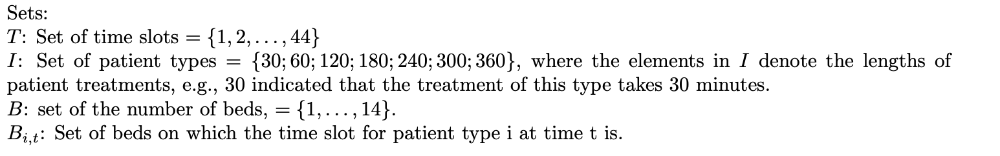 Sets:
T: Set of time slots = {1, 2, . . . , 44}
I: Set of patient types = {30; 60; 120; 180; 240; 300; 360}, where the elements in I denote the lengths of
patient treatments, e.g., 30 indicated that the treatment of this type takes 30 minutes.
B: set of the number of beds, = {1, . . . , 14}.
B_{i,t}: Set of beds on which the time slot for patient type i at time t is.